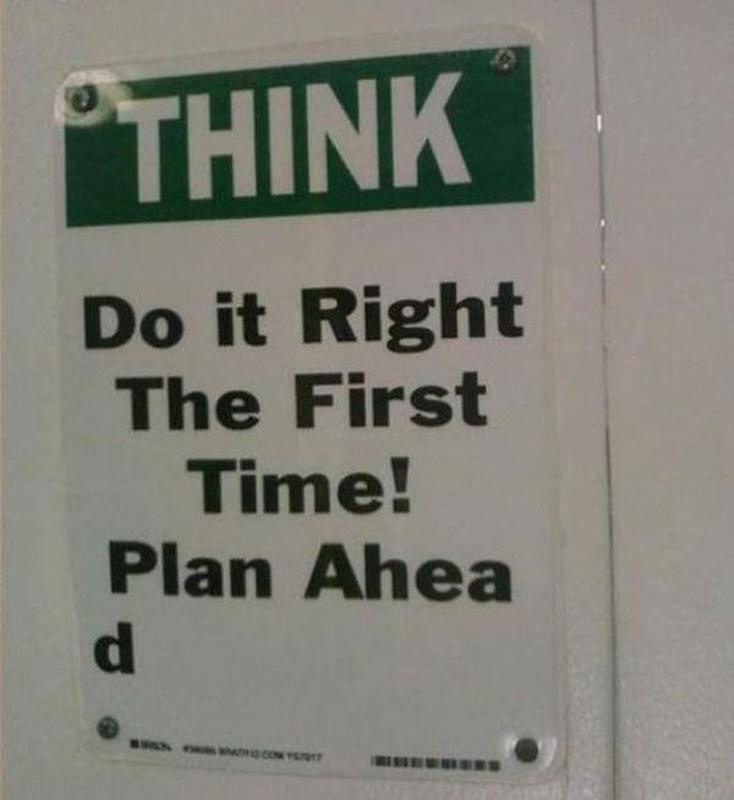 THINK
Do it Right
The First
Time!
Plan Ahea
d